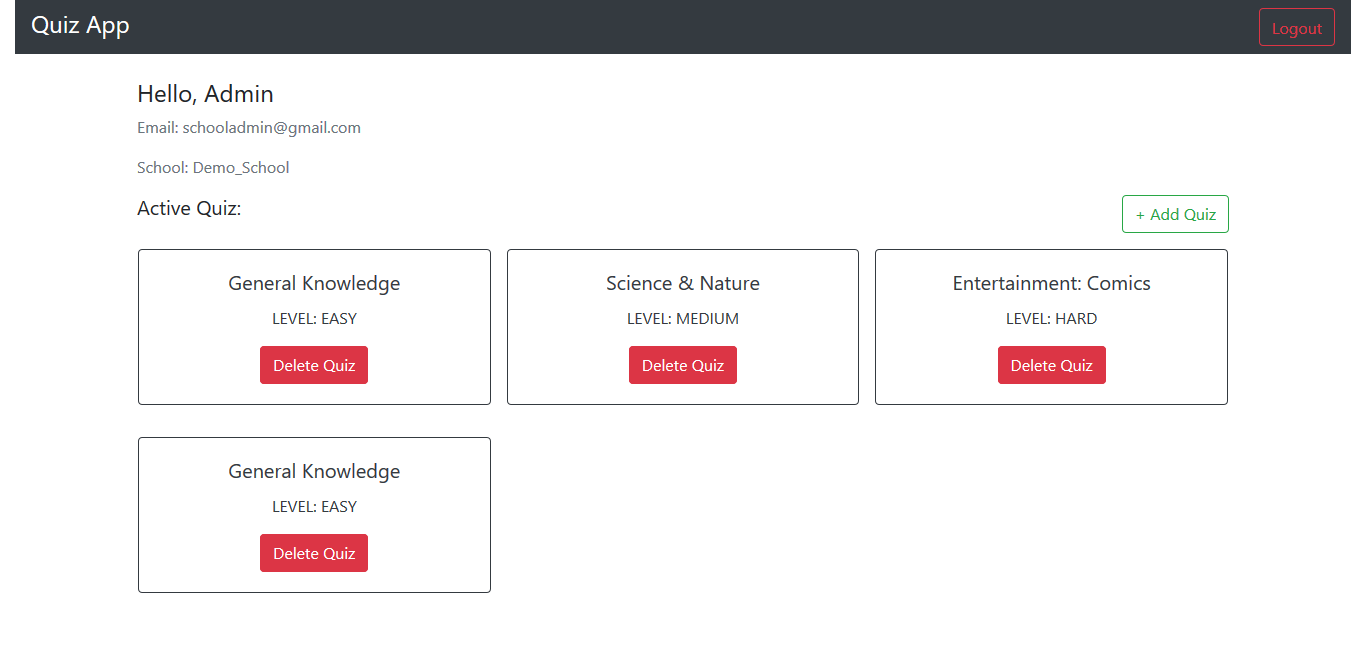 Quiz App
Logout
Hello, Admin
Email: schooladmin@gmail.com
School: Demo_School
Active Quiz:
+ Add Quiz
General Knowledge
LEVEL: EASY
Delete Quiz
Science & Nature
LEVEL: MEDIUM
Delete Quiz
Entertainment: Comics
LEVEL: HARD
Delete Quiz
General Knowledge
LEVEL: EASY
Delete Quiz